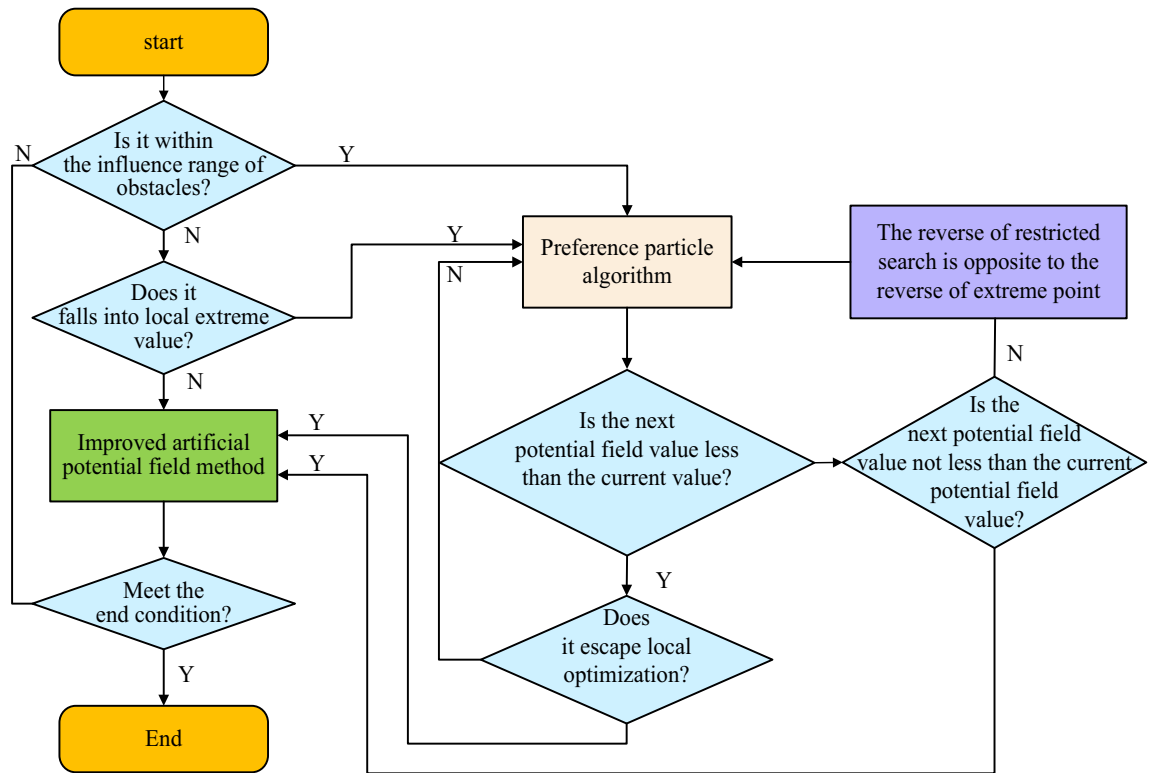 start
Is it within
the influence range of
obstacles?
N
Y
N
Does it
falls into local extreme
value?
Y
N
N
Preference particle
algorithm
The reverse of restricted
search is opposite to the
reverse of extreme point
N
Improved artificial
potential field method
Y
Y
Is the next
potential field value less
than the current value?
Is the
next potential field
value not less than the current
potential field
value?
Y
Meet the
end condition?
Does
it escape local
optimization?
Y
End